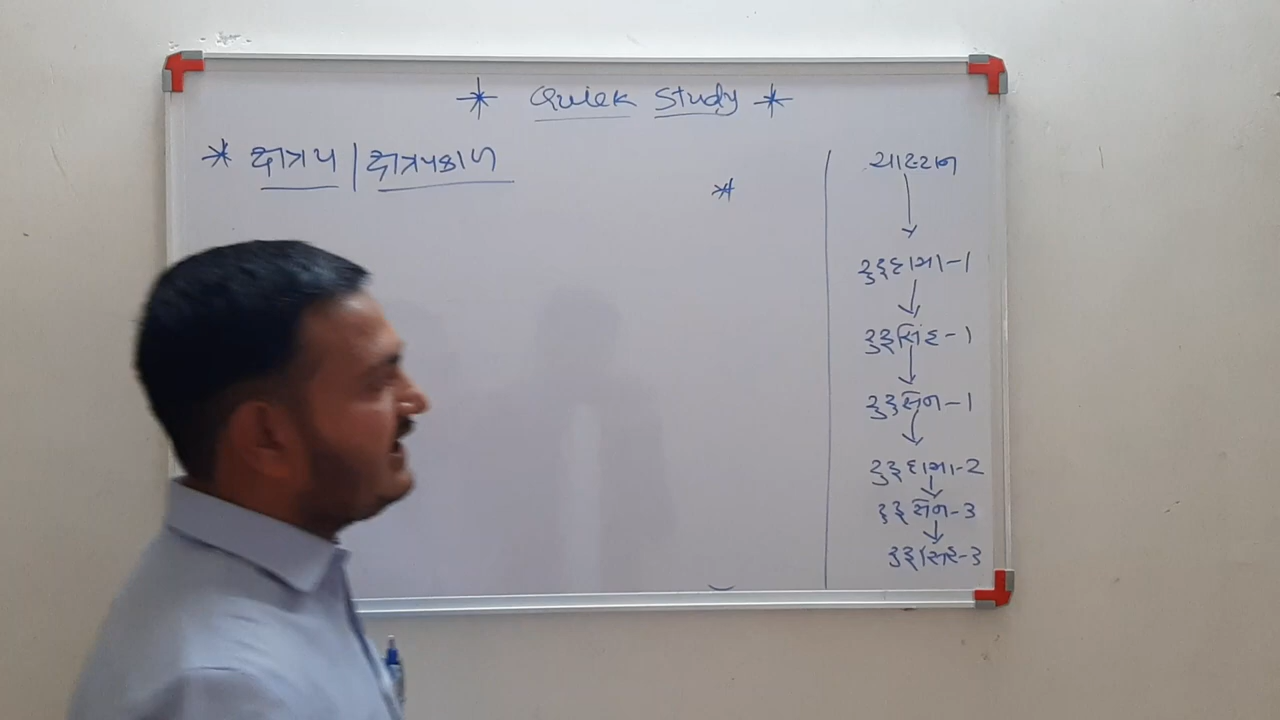 * Quick Study *
* ક્ષત્રપ | ક્ષત્રપકાળ
*
ચાષ્ટન
રુદ્રદામા-1
રુદ્રસિંહ-1
રુદ્રસેન-1
રુદ્રદામા-2
રુદ્રસેન-3
રુદ્રસિંહ-3